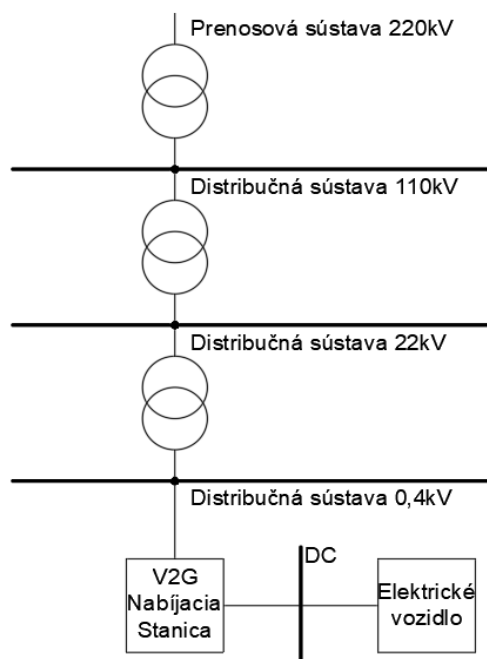 Prenosová sústava 220kV
Distribučná sústava 110kV
Distribučná sústava 22kV
Distribučná sústava 0,4kV
V2G
Nabíjacia
Stanica
DC
Elektrické
vozidlo